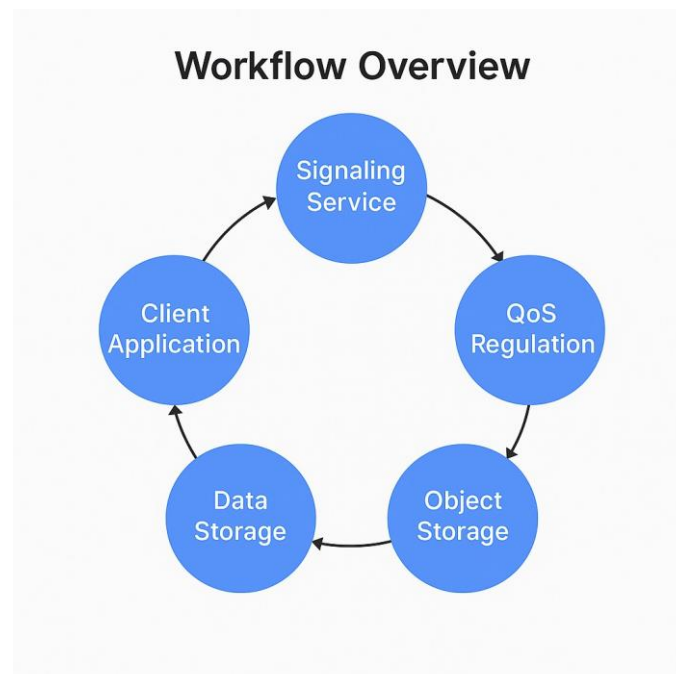 Workflow Overview
Signaling
Service
QoS
Regulation
Object
Storage
Data
Storage
Client
Application